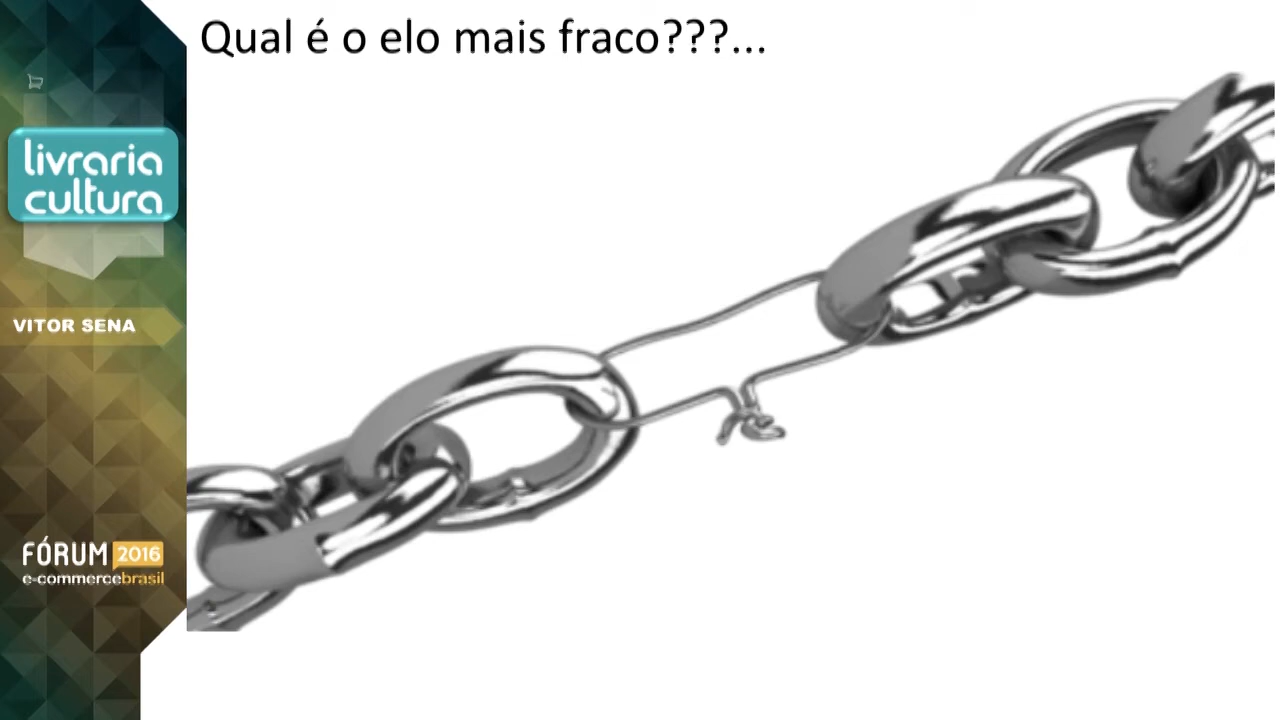 Qual é o elo mais fraco???...
livraria
cultura
VITOR SENA
FÓRUM 2016
e-commercebrasil